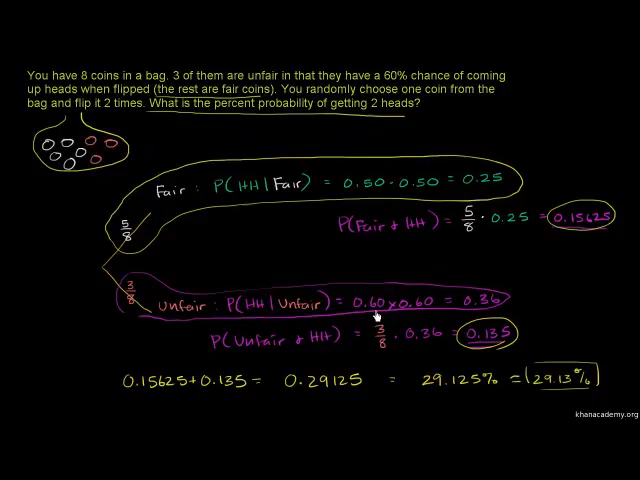 You have 8 coins in a bag. 3 of them are unfair in that they have a 60% chance of coming
up heads when flipped (the rest are fair coins). You randomly choose one coin from the
bag and flip it 2 times. What is the percent probability of getting 2 heads?
Fair : P(HH | Fair) = 0.50 · 0.50 = 0.25
5/8
P(Fair & HH) = 5/8 · 0.25 = 0.15625
3/8
Unfair : P(HH | Unfair) = 0.60 × 0.60 = 0.36
P(Unfair & HH) = 3/8 · 0.36 = 0.135
0.15625 + 0.135 = 0.29125 = 29.125% = 29.13%
khanacademy.org